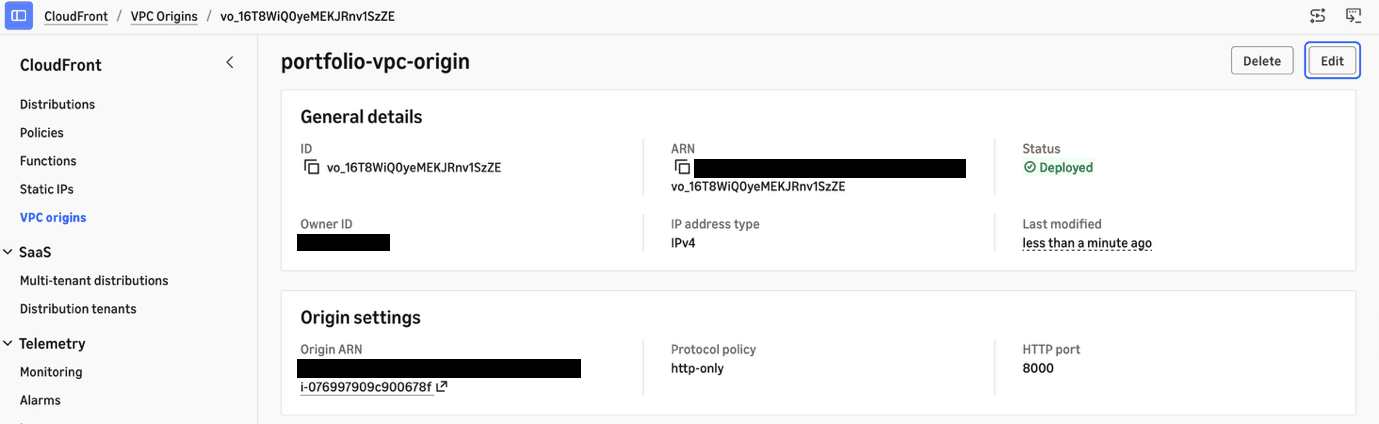 CloudFront / VPC Origins / vo_16T8WiQ0yeMEKJRnv1SzZE
CloudFront
Distributions
Policies
Functions
Static IPs
VPC origins
SaaS
Multi-tenant distributions
Distribution tenants
Telemetry
Monitoring
Alarms
portfolio-vpc-origin
Delete
Edit
General details
ID
vo_16T8WiQ0yeMEKJRnv1SzZE
ARN
vo_16T8WiQ0yeMEKJRnv1SzZE
Status
Deployed
Owner ID
IP address type
IPv4
Last modified
less than a minute ago
Origin settings
Origin ARN
i-076997909c900678f
Protocol policy
http-only
HTTP port
8000